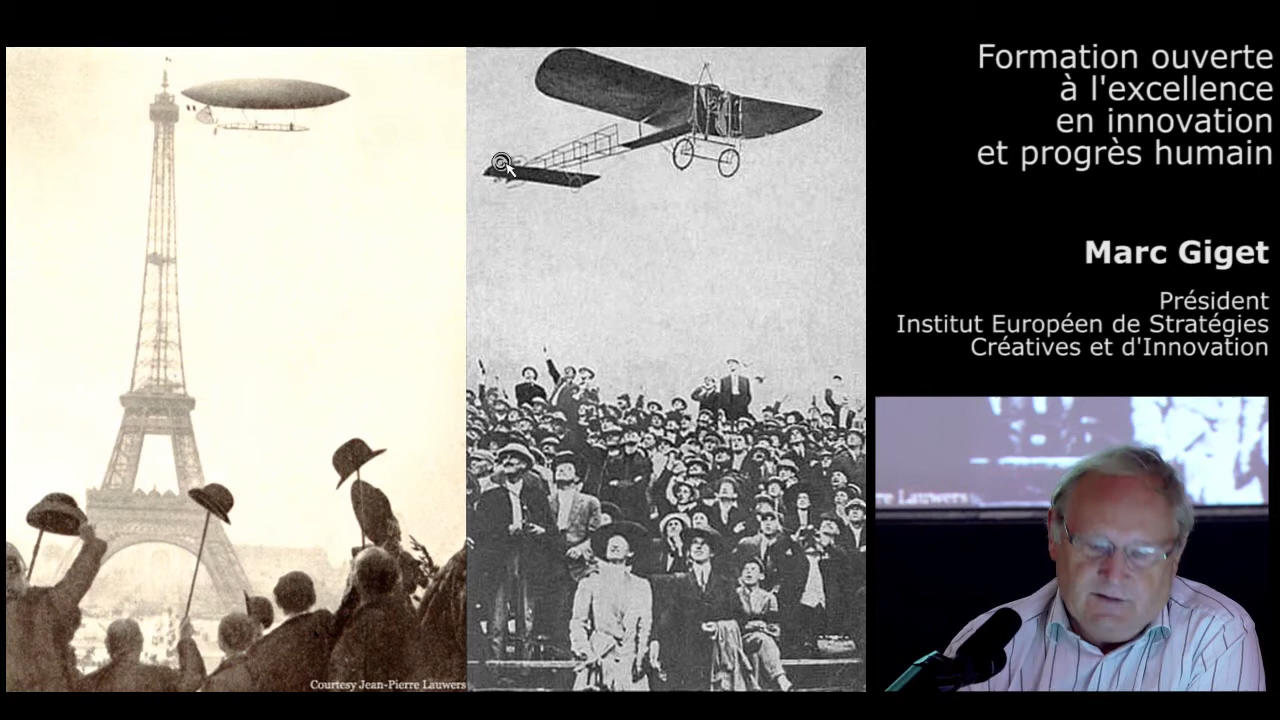 Formation ouverte
à l'excellence
en innovation
et progrès humain
Marc Giget
Président
Institut Européen de Stratégies
Créatives et d'Innovation
Courtesy Jean-Pierre Lauwers
re Lauwers